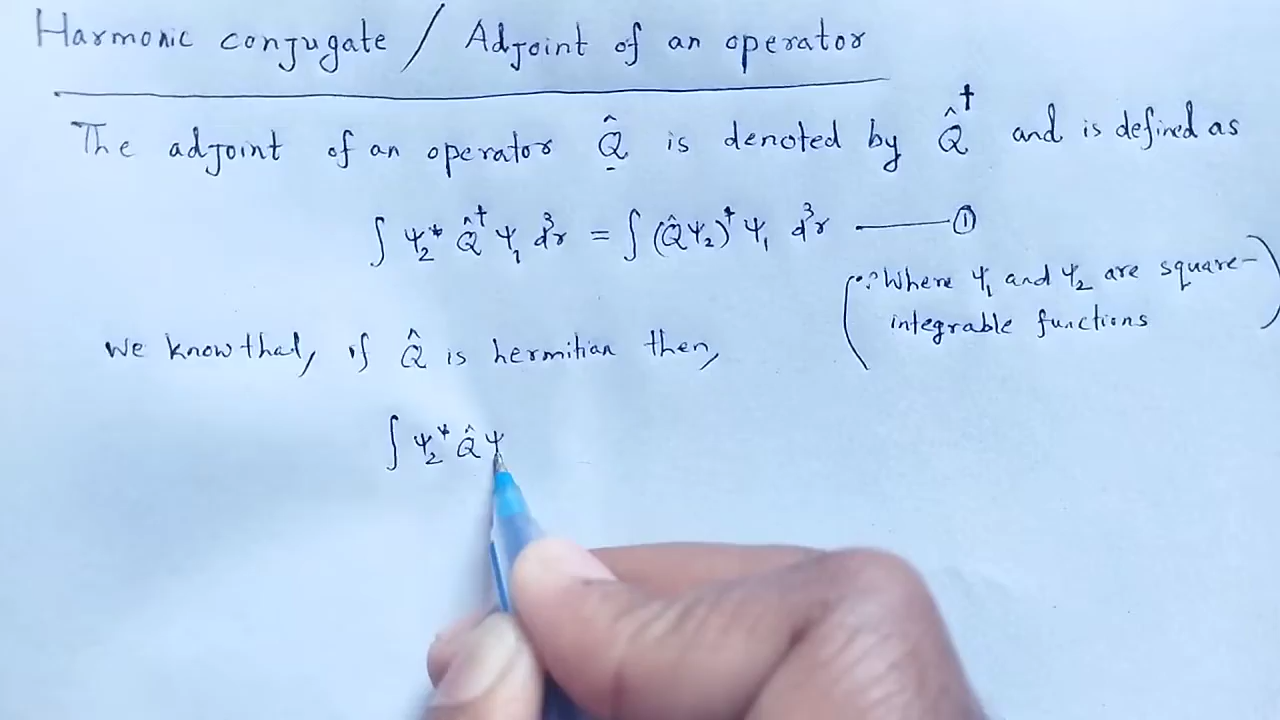 Harmonic conjugate / Adjoint of an operator
The adjoint of an operator Q̂ is denoted by Q̂† and is defined as
∫ Ψ₂* Q̂† Ψ₁ d³r = ∫ (Q̂Ψ₂)† Ψ₁ d³r ——— ①
(∵ Where Ψ₁ and Ψ₂ are square-
integrable functions)
We know that, if Q̂ is hermitian then,
∫ Ψ₂* Q̂ Ψ